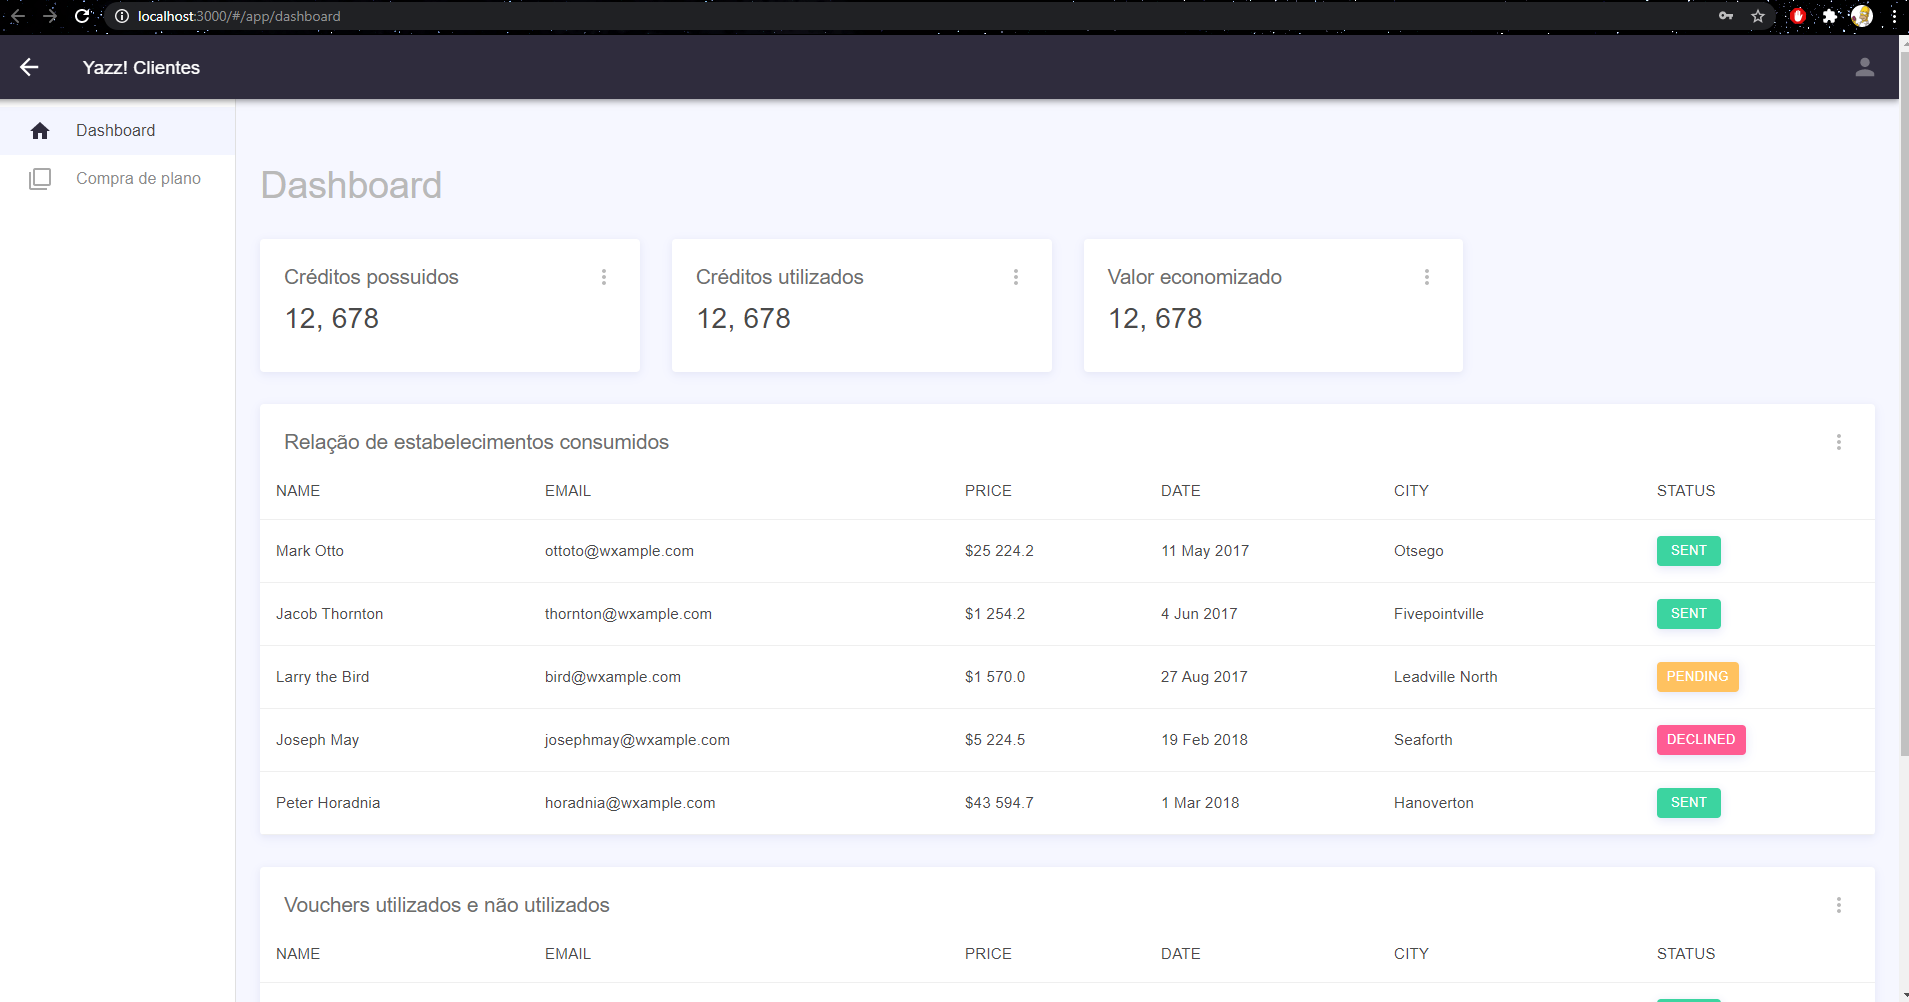 localhost:3000/#/app/dashboard
Yazz! Clientes
Dashboard
Compra de plano
Dashboard
Créditos possuidos
12, 678
Créditos utilizados
12, 678
Valor economizado
12, 678
Relação de estabelecimentos consumidos
NAME EMAIL PRICE DATE CITY STATUS
Mark Otto ottoto@wxample.com $25 224.2 11 May 2017 Otsego SENT
Jacob Thornton thornton@wxample.com $1 254.2 4 Jun 2017 Fivepointville SENT
Larry the Bird bird@wxample.com $1 570.0 27 Aug 2017 Leadville North PENDING
Joseph May josephmay@wxample.com $5 224.5 19 Feb 2018 Seaforth DECLINED
Peter Horadnia horadnia@wxample.com $43 594.7 1 Mar 2018 Hanoverton SENT
Vouchers utilizados e não utilizados
NAME EMAIL PRICE DATE CITY STATUS